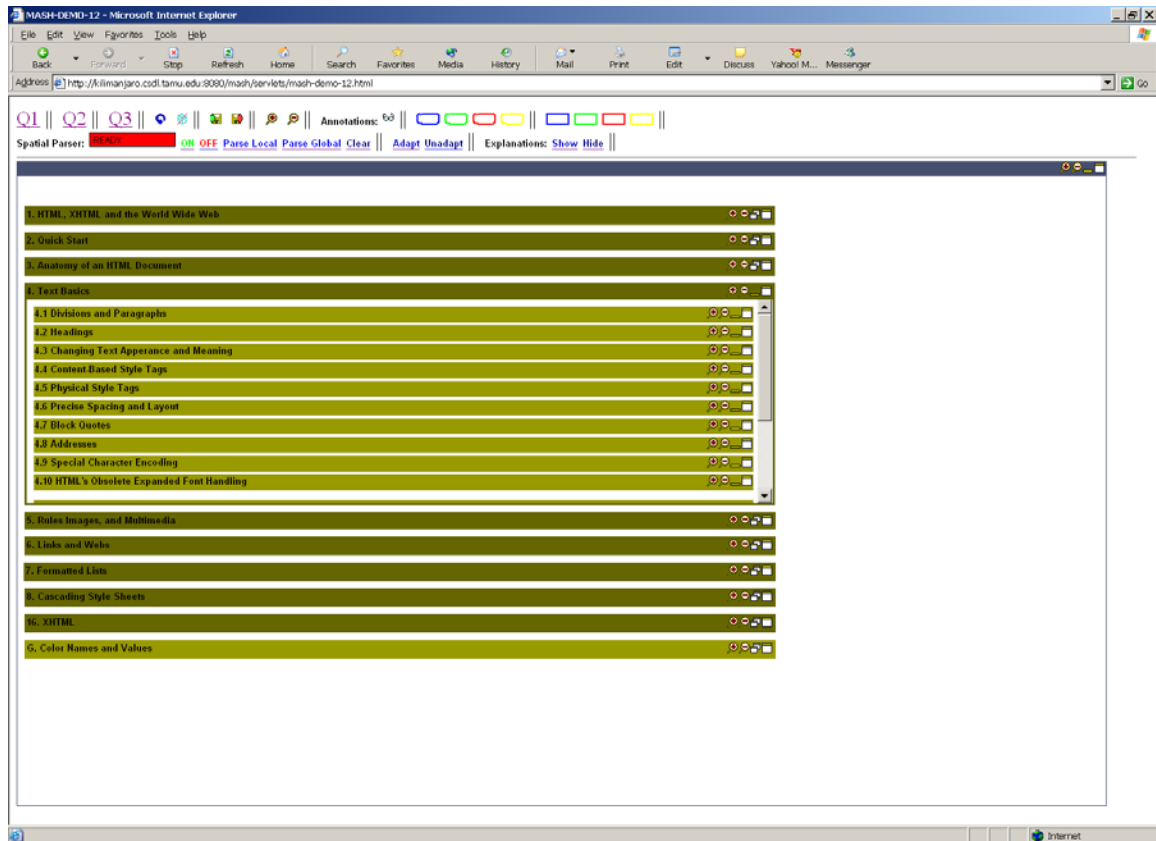 MASH-DEMO-12 - Microsoft Internet Explorer
File Edit View Favorites Tools Help
Back Forward Stop Refresh Home Search Favorites Media History Mail Print Edit Discuss Yahoo! M... Messenger
Address http://kilimanjaro.csdl.tamu.edu:8080/mash/servlets/mash-demo-12.html Go
Q1 || Q2 || Q3 || || || Annotations: || || ||
Spatial Parser: READY ON OFF Parse Local Parse Global Clear || Adapt Unadapt || Explanations: Show Hide ||
1. HTML, XHTML and the World Wide Web
2. Quick Start
3. Anatomy of an HTML Document
4. Text Basics
4.1 Divisions and Paragraphs
4.2 Headings
4.3 Changing Text Apperance and Meaning
4.4 Content-Based Style Tags
4.5 Physical Style Tags
4.6 Precise Spacing and Layout
4.7 Block Quotes
4.8 Addresses
4.9 Special Character Encoding
4.10 HTML's Obsolete Expanded Font Handling
5. Rules Images, and Multimedia
6. Links and Webs
7. Formatted Lists
8. Cascading Style Sheets
16. XHTML
G. Color Names and Values
Internet